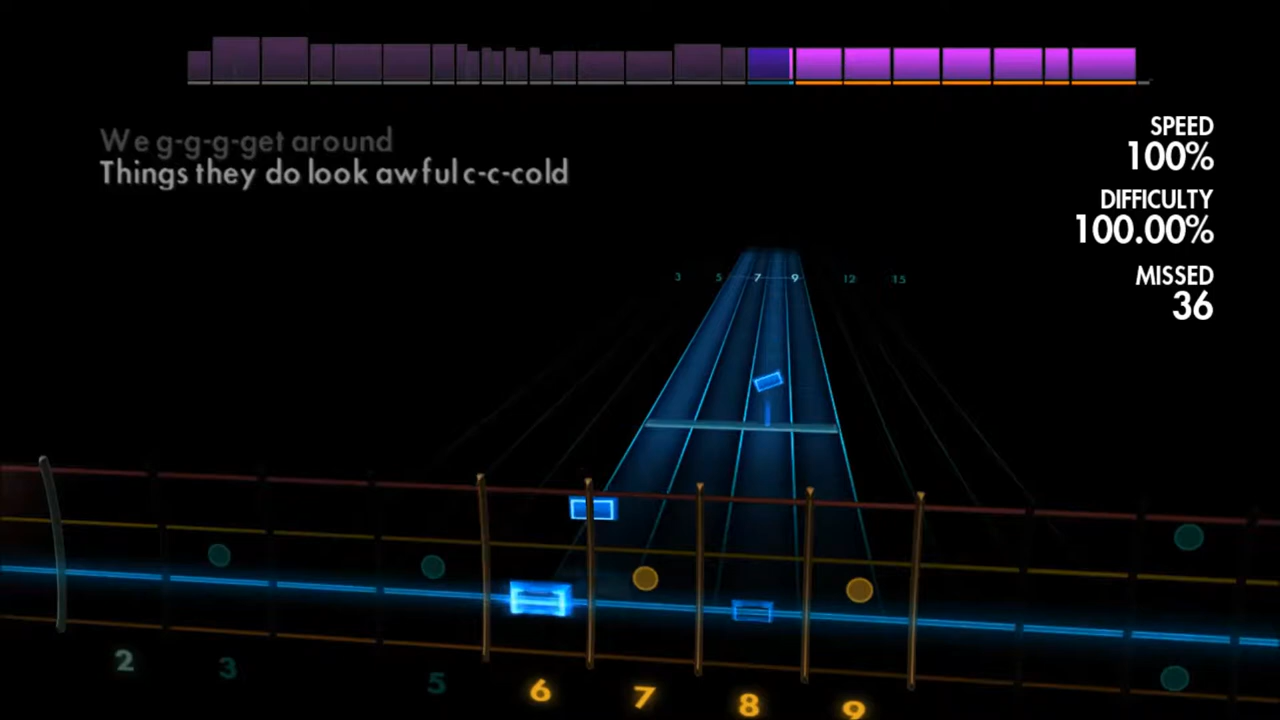 We g-g-g-get around
Things they do look awful c-c-cold
SPEED
100%
DIFFICULTY
100.00%
MISSED
36
3 5 7 9 12 15
2 3 5 6 7 8 9